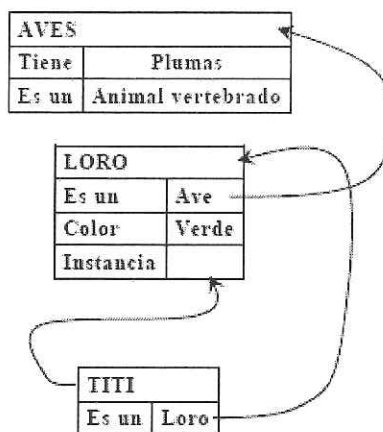 AVES
Tiene Plumas
Es un Animal vertebrado
LORO
Es un Ave
Color Verde
Instancia
TITI
Es un Loro